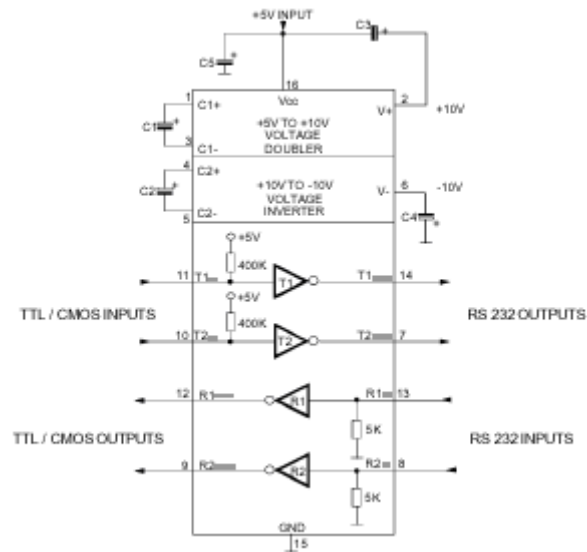 +5V INPUT
C3
+
C5
+
16
1
C1+
Vcc
V+
2
+10V
+5V TO +10V
VOLTAGE
DOUBLER
C1
+
3
C1-
4
C2+
+10V TO -10V
VOLTAGE
INVERTER
V-
6
-10V
C2
+
C2-
5
C4
+
+5V
400K
11
T1
T1
T1
14
+5V
TTL / CMOS INPUTS
RS 232 OUTPUTS
400K
10
T2
T2
T2
7
12
R1
R1
R1
13
5K
TTL / CMOS OUTPUTS
RS 232 INPUTS
9
R2
R2
R2
8
5K
GND
15